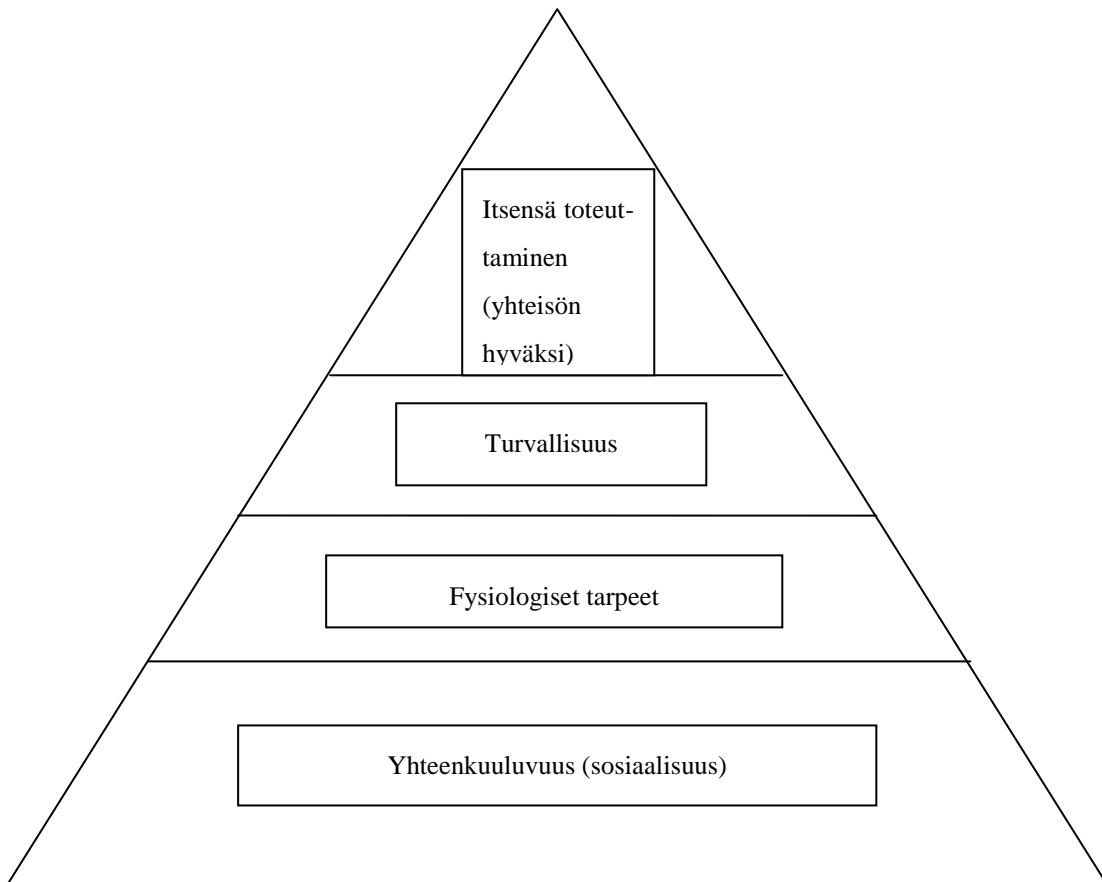 Itsensä toteut-
taminen
(yhteisön
hyväksi)
Turvallisuus
Fysiologiset tarpeet
Yhteenkuuluvuus (sosiaalisuus)